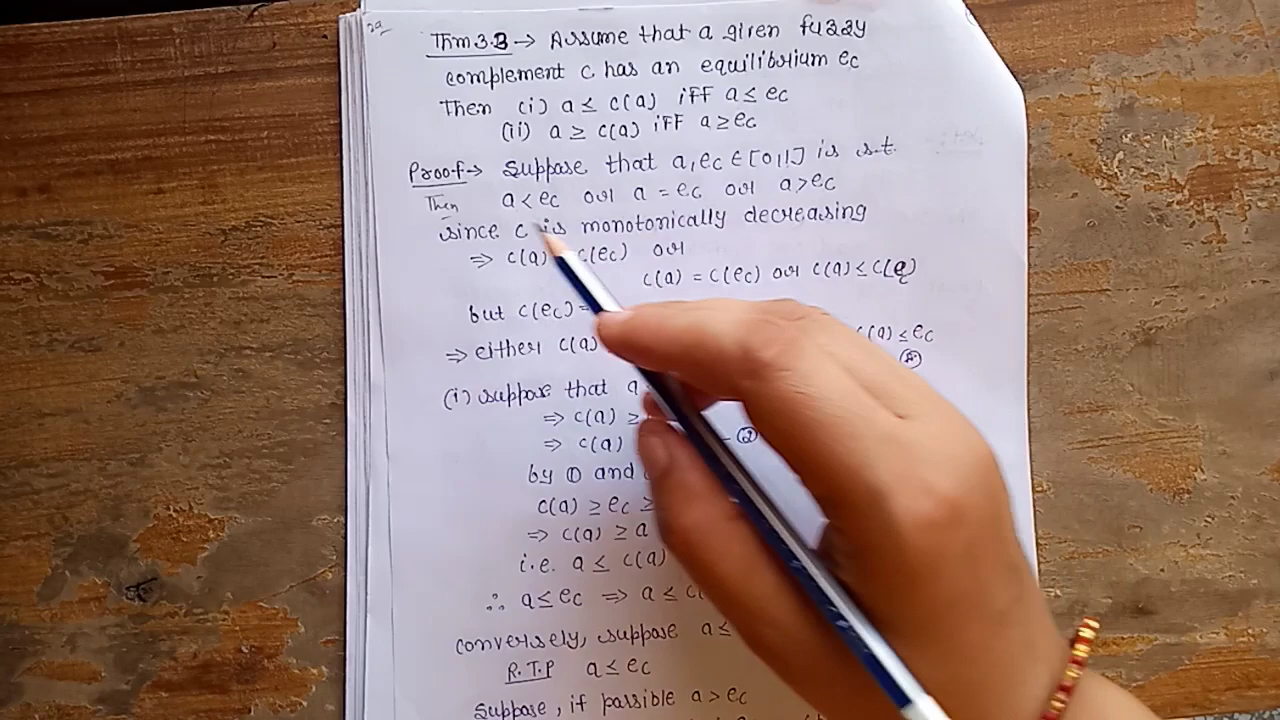 Thm 3.3 → Assume that a given fuzzy
complement c has an equilibrium ec
Then (i) a ≤ c(a) iff a ≤ ec
(ii) a ≥ c(a) iff a ≥ ec
Proof → Suppose that a, ec ∈ [0,1] is s.t.
Then a < ec or a = ec or a > ec
since c is monotonically decreasing
⇒ c(a) c(ec) or
c(a) = c(ec) or c(a) ≤ c(e)
but c(ec) =
⇒ either c(a) c(a) ≤ ec
(i) suppose that a
⇒ c(a) ≥
⇒ c(a) — ②
by ① and
c(a) ≥ ec ≥
⇒ c(a) ≥ a
i.e. a ≤ c(a)
∴ a ≤ ec ⇒ a ≤ c(
conversely, suppose a ≤
R.T.P a ≤ ec
Suppose, if possible a > ec